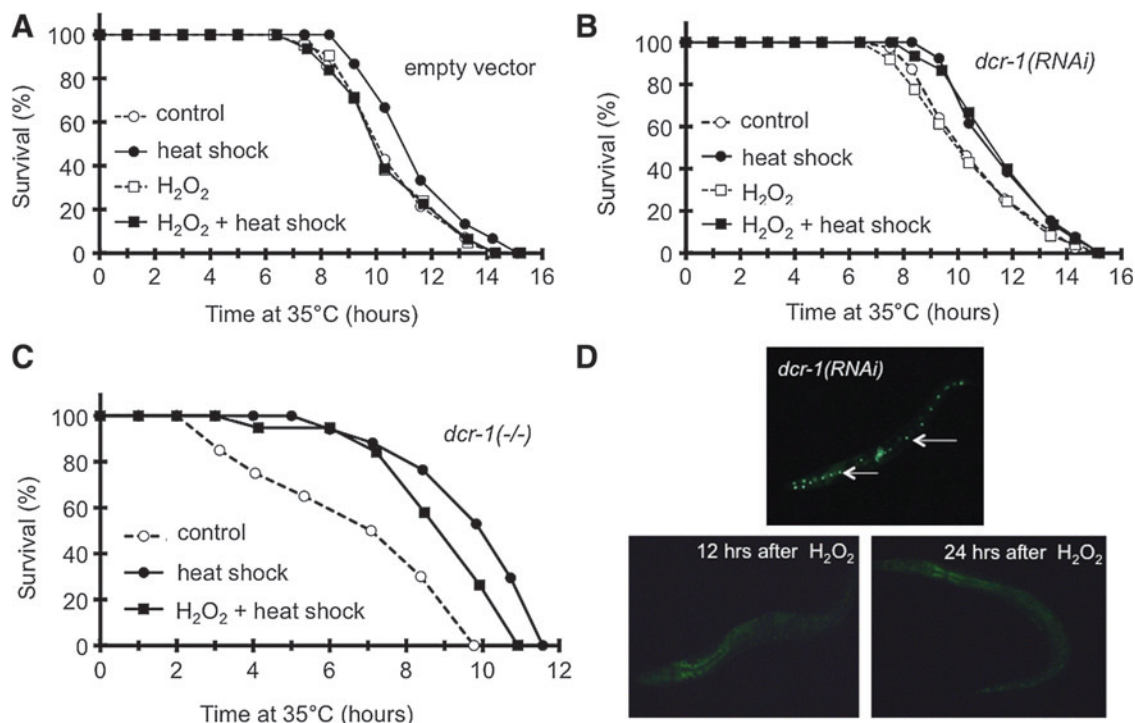 A
Survival (%)
100
80
60
40
20
0
empty vector
control
heat shock
H₂O₂
H₂O₂ + heat shock
0 2 4 6 8 10 12 14 16
Time at 35°C (hours)
B
Survival (%)
100
80
60
40
20
0
dcr-1(RNAi)
control
heat shock
H₂O₂
H₂O₂ + heat shock
0 2 4 6 8 10 12 14 16
Time at 35°C (hours)
C
Survival (%)
100
80
60
40
20
0
dcr-1(-/-)
control
heat shock
H₂O₂ + heat shock
0 2 4 6 8 10 12
Time at 35°C (hours)
D
dcr-1(RNAi)
12 hrs after H₂O₂
24 hrs after H₂O₂